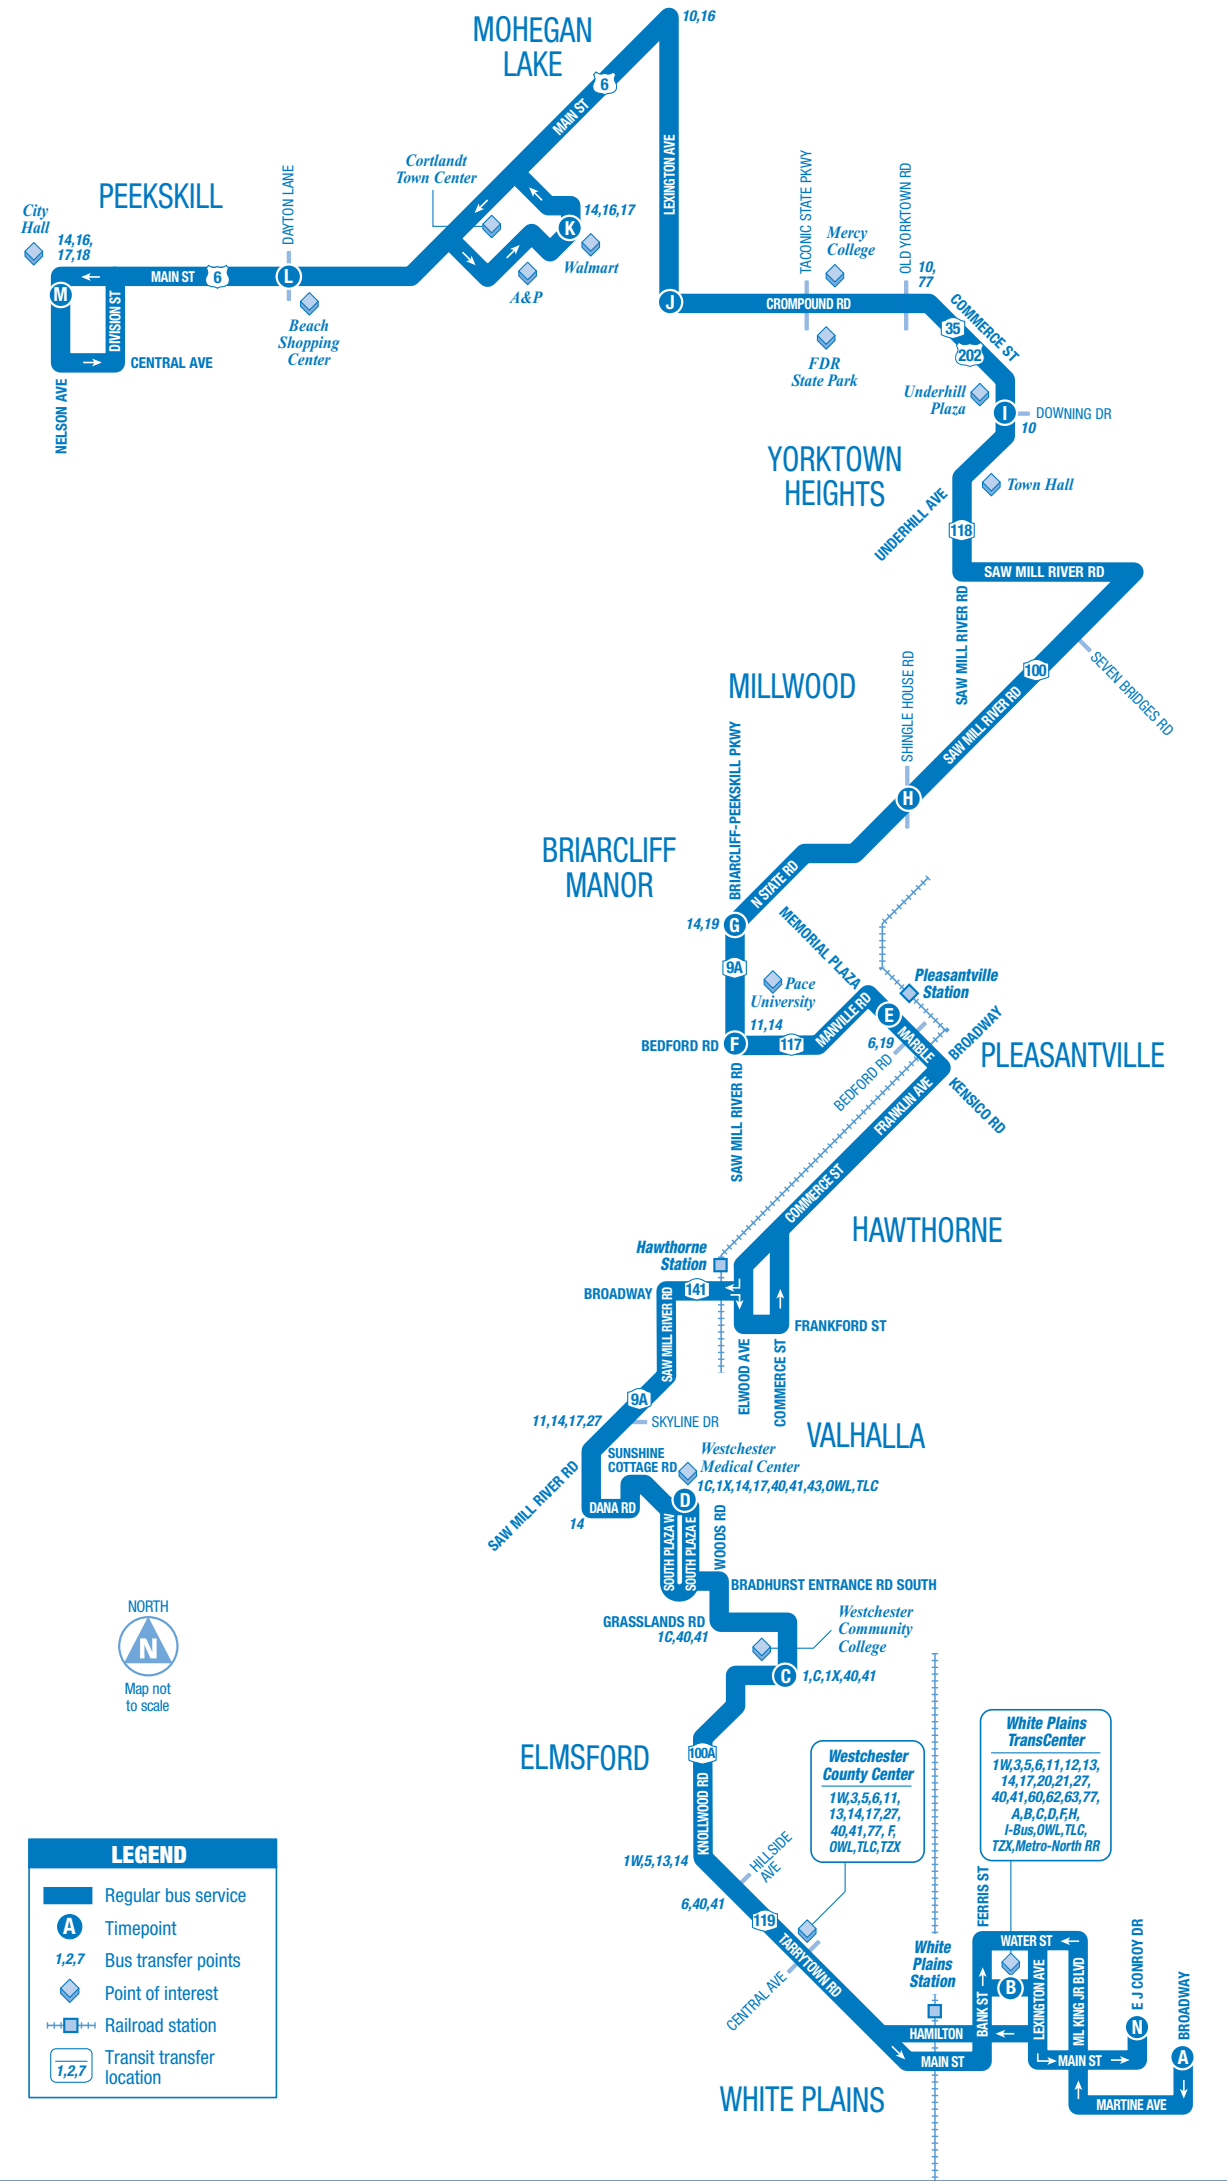 MOHEGAN
LAKE
10,16
6
MAIN ST
LEXINGTON AVE
Cortlandt
Town Center
PEEKSKILL
DAYTON LANE
City
Hall
14,16,
17,18
14,16,17
K
Walmart
A&P
MAIN ST
6
L
M
DIVISION ST
CENTRAL AVE
NELSON AVE
Beach
Shopping
Center
TACONIC STATE PKWY
OLD YORKTOWN RD
Mercy
College
10,
77
J
CROMPOUND RD
COMMERCE ST
35
202
FDR
State Park
Underhill
Plaza
I
DOWNING DR
10
YORKTOWN
HEIGHTS
Town Hall
UNDERHILL AVE
118
SAW MILL RIVER RD
SAW MILL RIVER RD
SEVEN BRIDGES RD
100
SAW MILL RIVER RD
MILLWOOD
SHINGLE HOUSE RD
H
BRIARCLIFF-PEEKSKILL PKWY
BRIARCLIFF
MANOR
N STATE RD
14,19
G
9A
MEMORIAL PLAZA
Pleasantville
Station
Pace
University
11,14
MANVILLE RD
E
MARBLE
BROADWAY
BEDFORD RD
F
117
6,19
BEDFORD RD
PLEASANTVILLE
KENSICO RD
FRANKLIN AVE
SAW MILL RIVER RD
COMMERCE ST
HAWTHORNE
Hawthorne
Station
BROADWAY
141
SAW MILL RIVER RD
FRANKFORD ST
ELWOOD AVE
COMMERCE ST
9A
11,14,17,27
SKYLINE DR
VALHALLA
SUNSHINE
COTTAGE RD
Westchester
Medical Center
1C,1X,14,17,40,41,43,OWL,TLC
D
SAW MILL RIVER RD
DANA RD
14
SOUTH PLAZA W
SOUTH PLAZA E
WOODS RD
BRADHURST ENTRANCE RD SOUTH
GRASSLANDS RD
1C,40,41
Westchester
Community
College
C
1,C,1X,40,41
NORTH
N
Map not
to scale
ELMSFORD
100A
KNOLLWOOD RD
Westchester
County Center
1W,3,5,6,11,
13,14,17,27,
40,41,77, F,
OWL,TLC,TZX
White Plains
TransCenter
1W,3,5,6,11,12,13,
14,17,20,21,27,
40,41,60,62,63,77,
A,B,C,D,F,H,
I-Bus,OWL,TLC,
TZX,Metro-North RR
1W,5,13,14
HILLSIDE
AVE
6,40,41
119
TARRYTOWN RD
CENTRAL AVE
White
Plains
Station
FERRIS ST
WATER ST
B
BANK ST
LEXINGTON AVE
ML KING JR BLVD
E J CONROY DR
BROADWAY
HAMILTON
MAIN ST
MAIN ST
N
A
MARTINE AVE
WHITE PLAINS
LEGEND
Regular bus service
A
Timepoint
1,2,7
Bus transfer points
Point of interest
Railroad station
1,2,7
Transit transfer
location